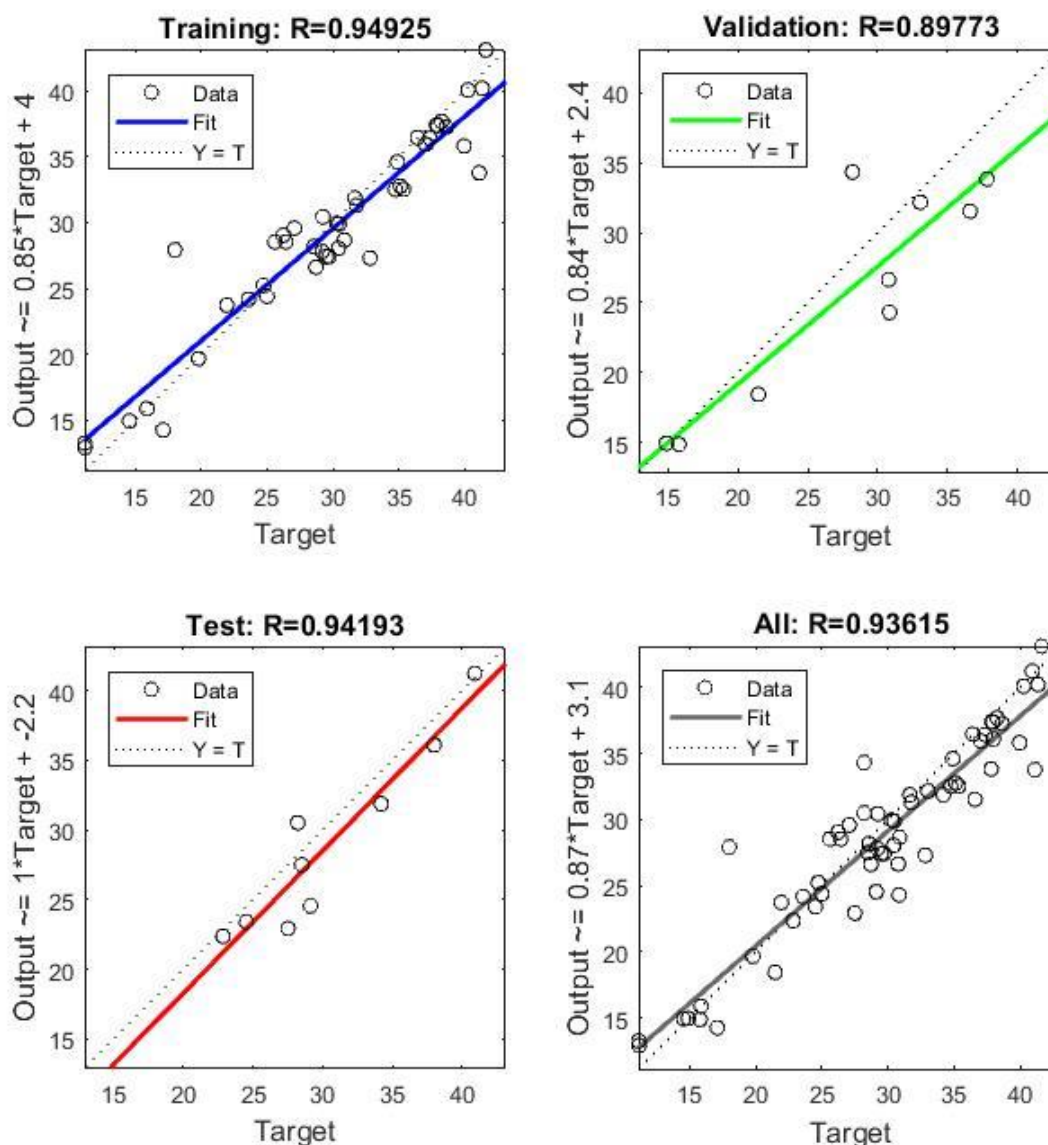 Training: R=0.94925
Output ~= 0.85*Target + 4
Data
Fit
Y = T
40
35
30
25
20
15
15 20 25 30 35 40
Target
Validation: R=0.89773
Output ~= 0.84*Target + 2.4
Data
Fit
Y = T
40
35
30
25
20
15
15 20 25 30 35 40
Target
Test: R=0.94193
Output ~= 1*Target + -2.2
Data
Fit
Y = T
40
35
30
25
20
15
15 20 25 30 35 40
Target
All: R=0.93615
Output ~= 0.87*Target + 3.1
Data
Fit
Y = T
40
35
30
25
20
15
15 20 25 30 35 40
Target